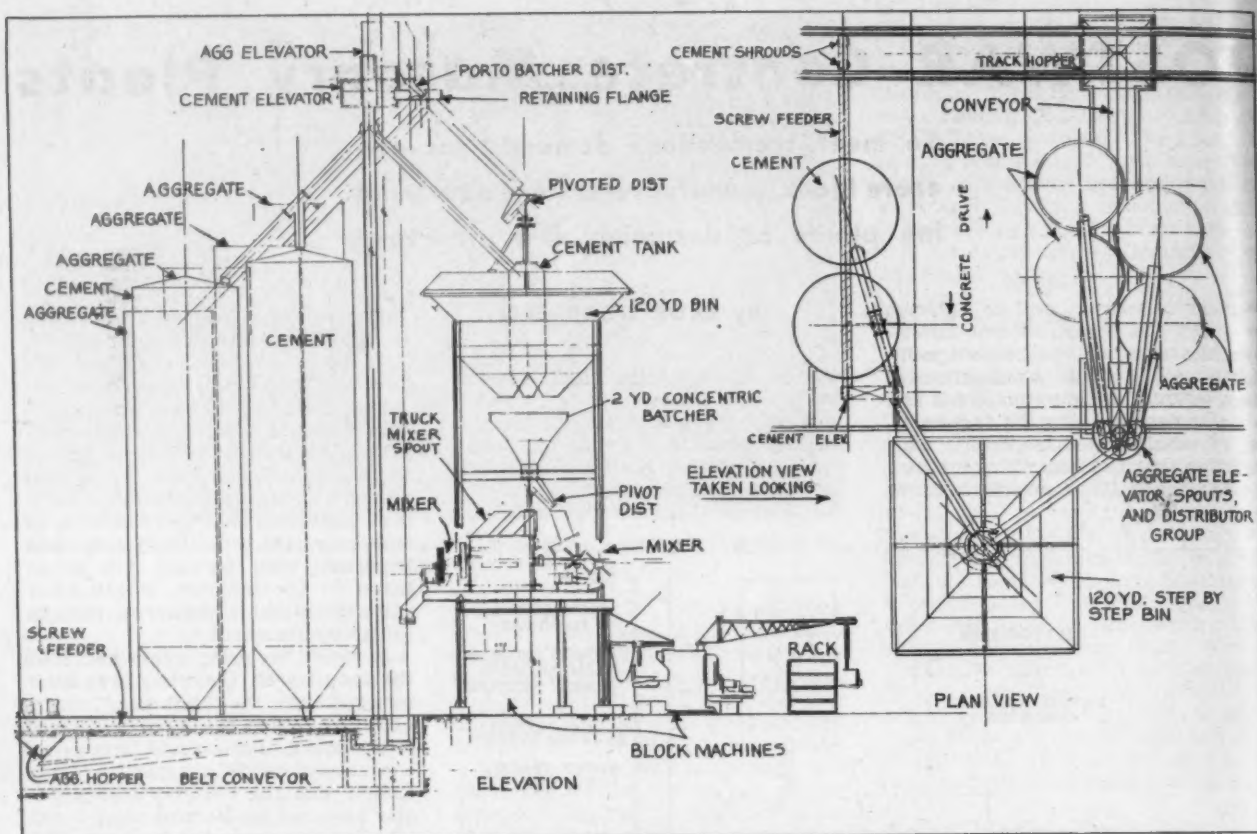 AGG ELEVATOR
PORTO BATCHER DIST.
CEMENT ELEVATOR
RETAINING FLANGE
AGGREGATE
AGGREGATE
AGGREGATE
CEMENT
AGGREGATE
CEMENT
PIVOTED DIST
CEMENT TANK
120 YD BIN
2 YD CONCENTRIC
BATCHER
TRUCK
MIXER
SPOUT
PIVOT
DIST
MIXER
MIXER
SCREW
FEEDER
RACK
BLOCK MACHINES
AGG. HOPPER
BELT CONVEYOR
ELEVATION
CEMENT SHROUDS
TRACK HOPPER
CONVEYOR
SCREW FEEDER
AGGREGATE
CEMENT
CONCRETE DRIVE
AGGREGATE
CEMENT ELEV.
ELEVATION VIEW
TAKEN LOOKING
AGGREGATE ELE-
VATOR, SPOUTS,
AND DISTRIBUTOR
GROUP
120 YD. STEP BY
STEP BIN
PLAN VIEW